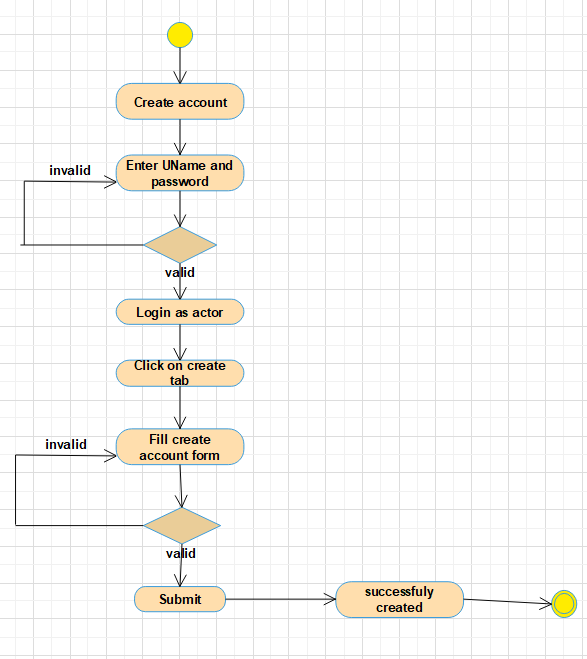 Create account
invalid
Enter UName and
password
valid
Login as actor
Click on create
tab
invalid
Fill create
account form
valid
Submit
successfuly
created